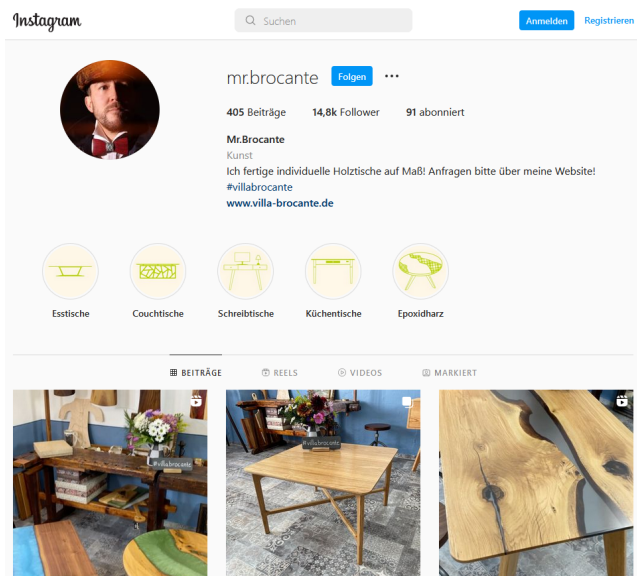 Instagram
Suchen
Anmelden
Registrieren
mr.brocante
Folgen
405 Beiträge 14,8k Follower 91 abonniert
Mr.Brocante
Kunst
Ich fertige individuelle Holztische auf Maß! Anfragen bitte über meine Website!
#villabrocante
www.villa-brocante.de
Esstische Couchtische Schreibtische Küchentische Epoxidharz
BEITRÄGE REELS VIDEOS MARKIERT
#villabrocante
#villabrocante